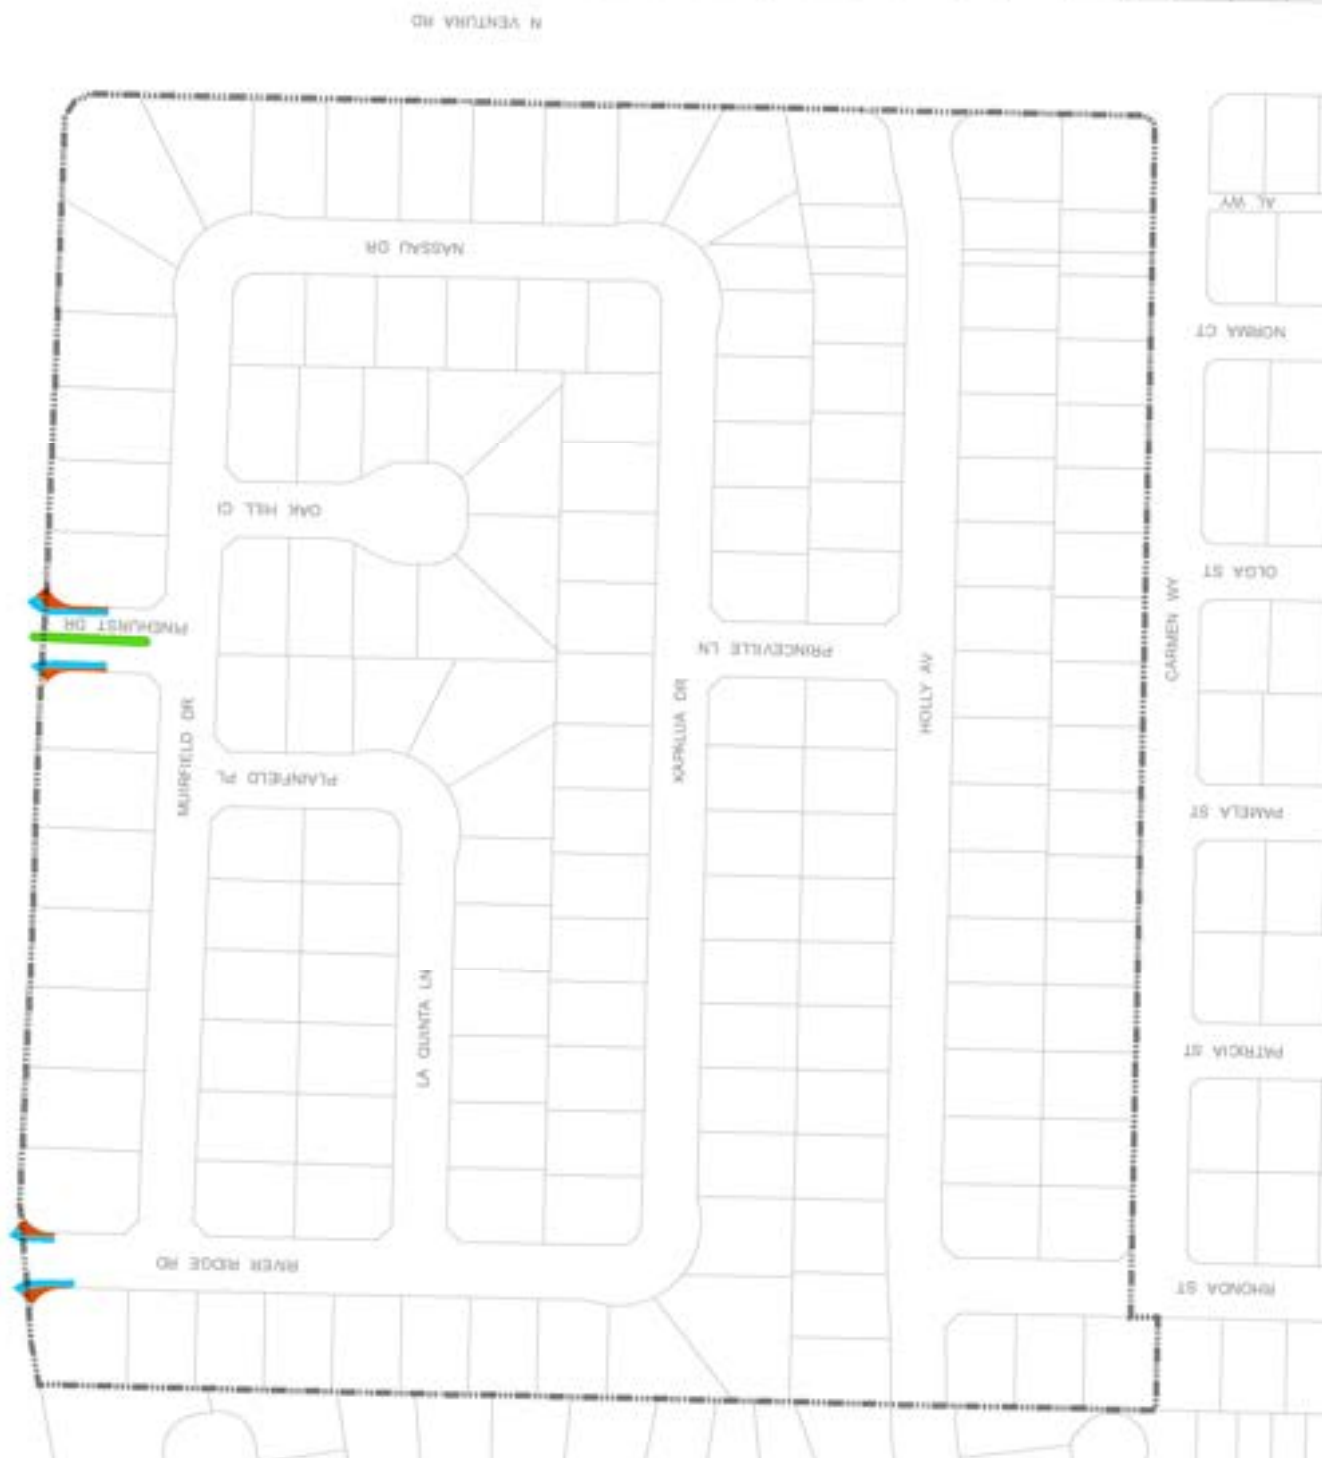 N VENTURA RD
AL WY
NASSAU DR
NORMA CT
OAK HILL CI
OLGA ST
PINEHURST DR
PRINCEVILLE LN
CARMEN WY
HOLLY AV
KAPALUA DR
MUIRFIELD DR
PLAINFIELD PL
PAMELA ST
LA QUINTA LN
PATRICIA ST
RIVER RIDGE RD
RHONDA ST